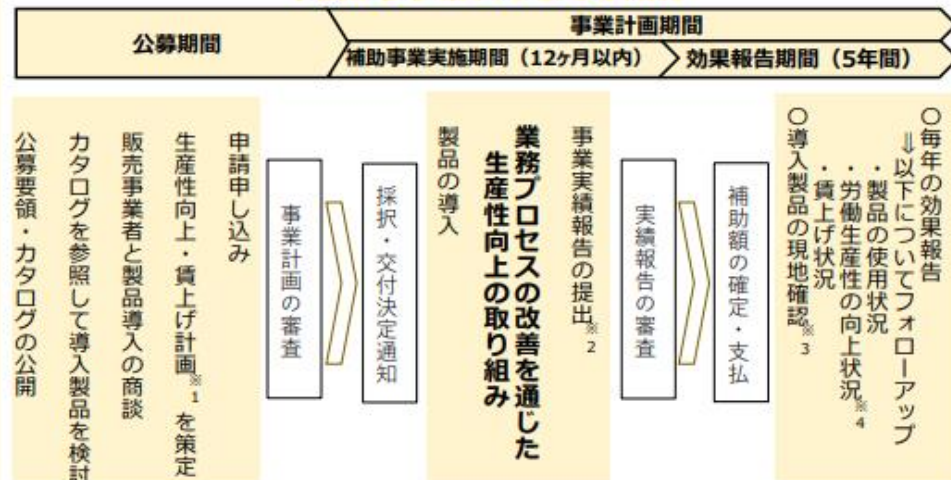 公募期間
事業計画期間
補助事業実施期間（12ヶ月以内）
効果報告期間（5年間）
公募要領・カタログの公開
カタログを参照して導入製品を検討
販売事業者と製品導入の商談
生産性向上・賃上げ計画※1を策定
申請申し込み
事業計画の審査
採択・交付決定通知
製品の導入
業務プロセスの改善を通じた
生産性向上の取り組み
事業実績報告の提出※2
実績報告の審査
補助額の確定・支払
〇毎年の効果報告
⇓以下についてフォローアップ
・製品の使用状況
・労働生産性の向上状況※4
・賃上げ状況
〇導入製品の現地確認※3